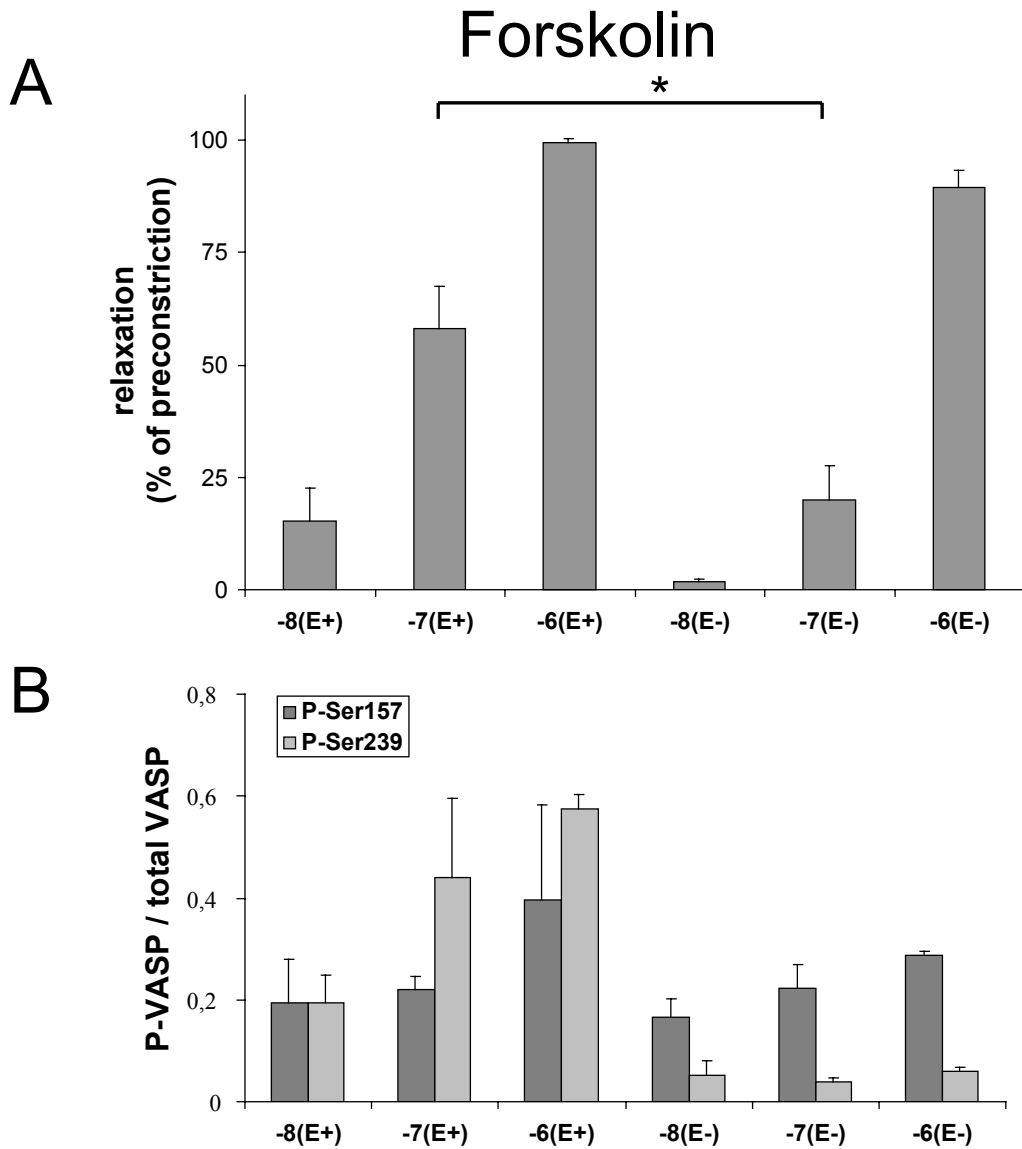 Forskolin
A
*
relaxation
(% of preconstriction)
100
75
50
25
0
-8(E+) -7(E+) -6(E+) -8(E-) -7(E-) -6(E-)
B
P-VASP / total VASP
0,8
0,6
0,4
0,2
0
P-Ser157
P-Ser239
-8(E+) -7(E+) -6(E+) -8(E-) -7(E-) -6(E-)